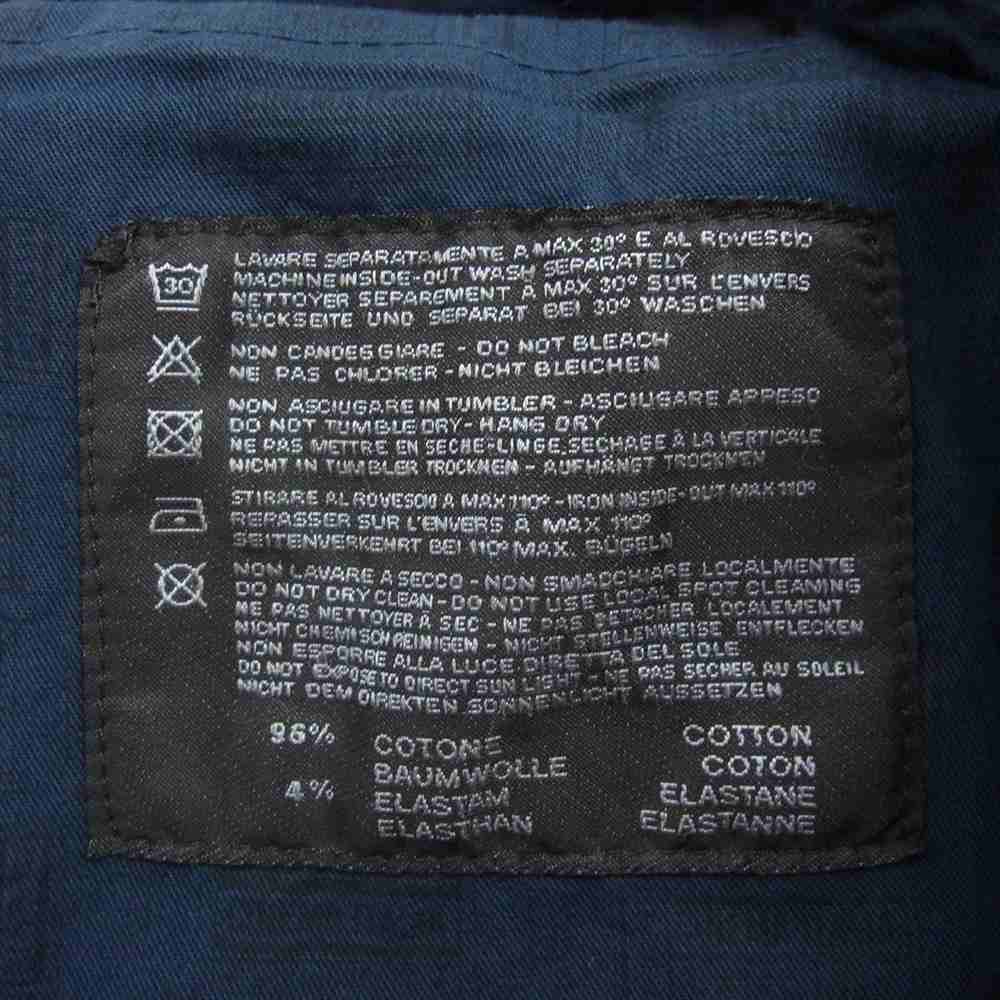 30
LAVARE SEPARATAMENTE A MAX 30° E AL ROVESCIO
MACHINE INSIDE-OUT WASH SEPARATELY
NETTOYER SEPAREMENT A MAX 30° SUR L'ENVERS
RÜCKSEITE UND SEPARAT BEI 30° WASCHEN
NON CANDEGGIARE - DO NOT BLEACH
NE PAS CHLORER - NICHT BLEICHEN
NON ASCIUGARE IN TUMBLER - ASCIUGARE APPESO
DO NOT TUMBLE DRY - HANG DRY
NE PAS METTRE EN SECHE-LINGE, SECHAGE À LA VERTICALE
NICHT IN TUMBLER TROCKNEN - AUFHÄNGT TROCKNEN
STIRARE AL ROVESCIO A MAX 110° - IRON INSIDE-OUT MAX 110°
REPASSER SUR L'ENVERS À MAX 110°
SEITENVERKEHRT BEI 110° MAX. BÜGELN
NON LAVARE A SECCO - NON SMACCHIARE LOCALMENTE
DO NOT DRY CLEAN - DO NOT USE LOCAL SPOT CLEANING
NE PAS NETTOYER A SEC - NE PAS DETACHER LOCALEMENT
NICHT CHEMISCH REINIGEN - NICHT STELLENWEISE ENTFLECKEN
NON ESPORRE ALLA LUCE DIRETTA DEL SOLE
DO NOT EXPOSE TO DIRECT SUN LIGHT - NE PAS SECHER AU SOLEIL
NICHT DEM DIREKTEN SONNENLICHT AUSSETZEN
96% COTONE COTTON
BAUMWOLLE COTON
4% ELASTAM ELASTANE
ELASTHAN ELASTANNE